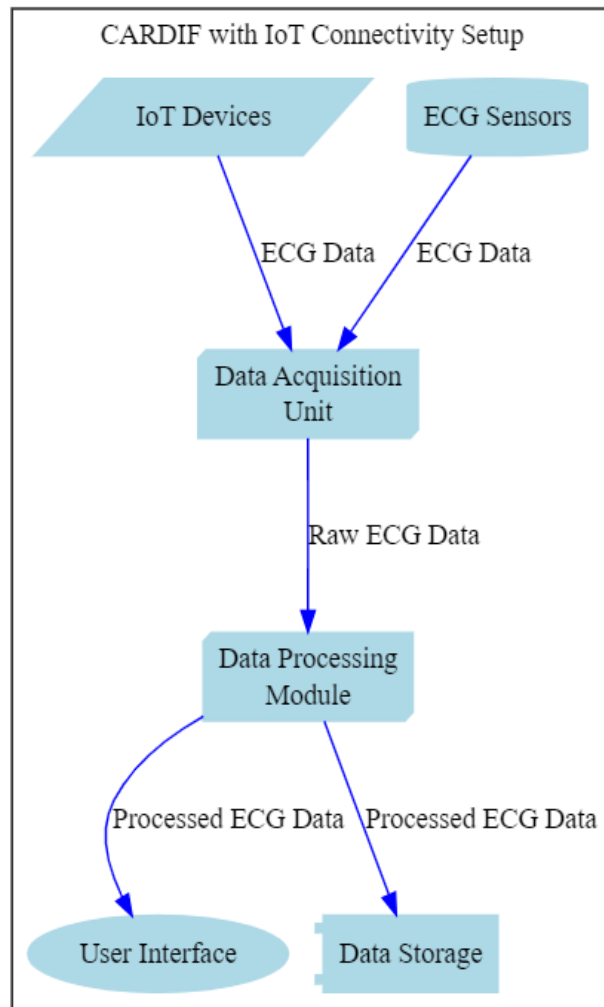 CARDIF with IoT Connectivity Setup
IoT Devices
ECG Sensors
ECG Data
ECG Data
Data Acquisition
Unit
Raw ECG Data
Data Processing
Module
Processed ECG Data
Processed ECG Data
User Interface
Data Storage